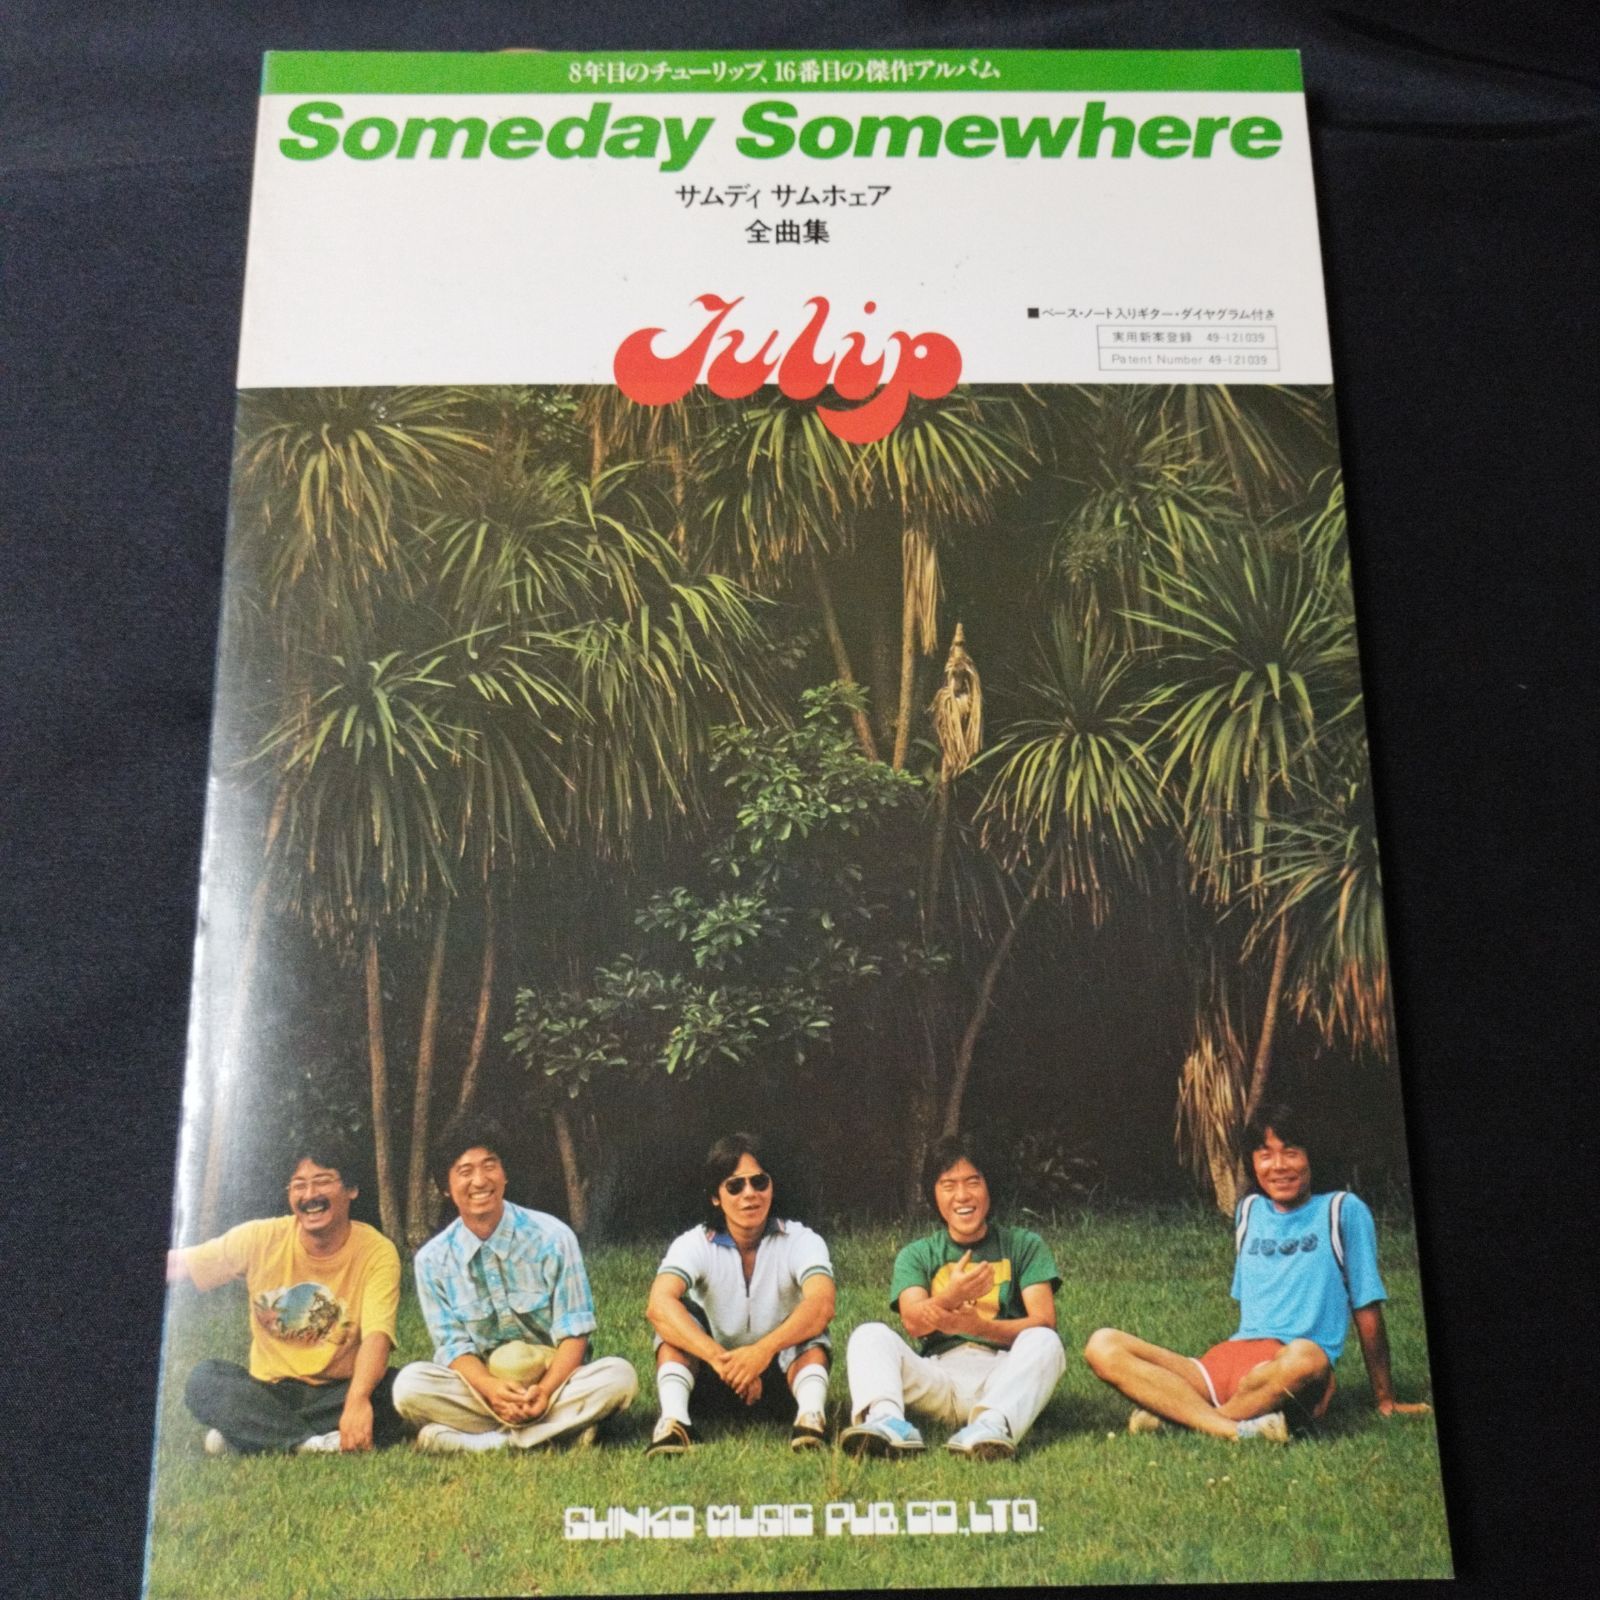 8年目のチューリップ、16番目の傑作アルバム
Someday Somewhere
サムディ サムホェア
全曲集
Tulip
■ベース・ノート入りギター・ダイヤグラム付き
実用新案登録 49-121039
Patent Number 49-121039
SHINKO MUSIC PUB.CO.,LTD.